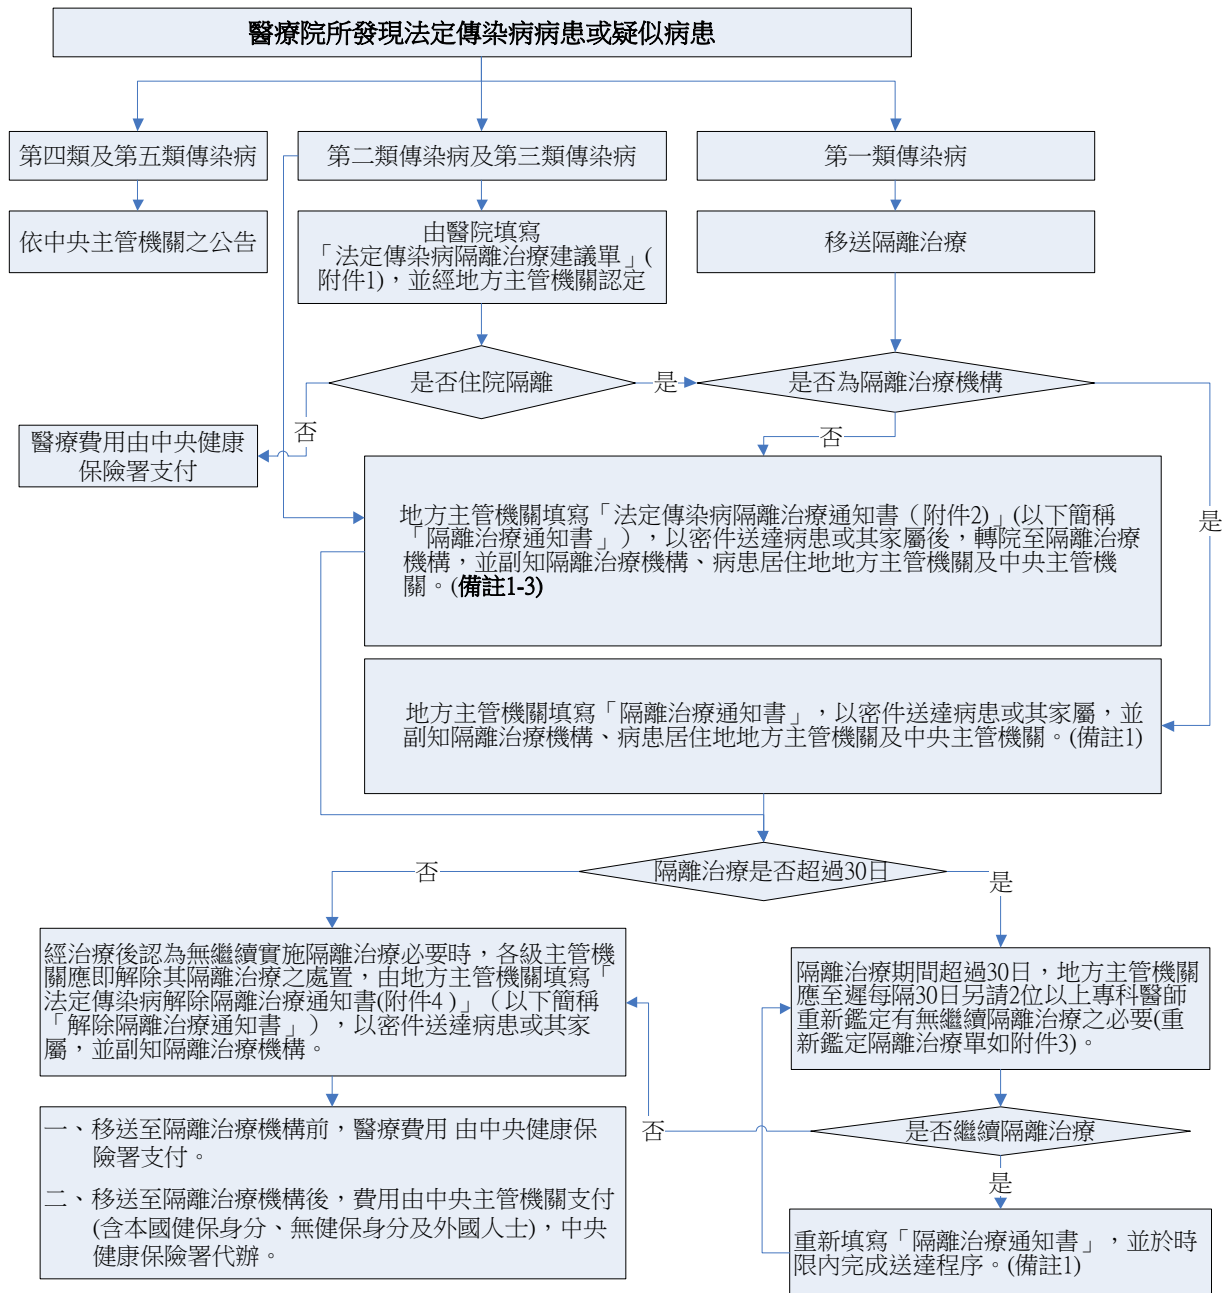 醫療院所發現法定傳染病病患或疑似病患
第四類及第五類傳染病
第二類傳染病及第三類傳染病
第一類傳染病
依中央主管機關之公告
由醫院填寫
「法定傳染病隔離治療建議單」(
附件1)，並經地方主管機關認定
移送隔離治療
是否住院隔離
是
是否為隔離治療機構
否
醫療費用由中央健康
保險署支付
否
是
地方主管機關填寫「法定傳染病隔離治療通知書（附件2)」(以下簡稱
「隔離治療通知書」），以密件送達病患或其家屬後，轉院至隔離治療
機構，並副知隔離治療機構、病患居住地地方主管機關及中央主管機
關。(備註1-3)
地方主管機關填寫「隔離治療通知書」，以密件送達病患或其家屬，並
副知隔離治療機構、病患居住地地方主管機關及中央主管機關。(備註1)
隔離治療是否超過30日
否
是
經治療後認為無繼續實施隔離治療必要時，各級主管機
關應即解除其隔離治療之處置，由地方主管機關填寫「
法定傳染病解除隔離治療通知書(附件4 )」（以下簡稱
「解除隔離治療通知書」），以密件送達病患或其家
屬，並副知隔離治療機構。
隔離治療期間超過30日，地方主管機關
應至遲每隔30日另請2位以上專科醫師
重新鑑定有無繼續隔離治療之必要(重
新鑑定隔離治療單如附件3)。
一、移送至隔離治療機構前，醫療費用 由中央健康保
險署支付。
二、移送至隔離治療機構後，費用由中央主管機關支付
(含本國健保身分、無健保身分及外國人士)，中央
健康保險署代辦。
否
是否繼續隔離治療
是
重新填寫「隔離治療通知書」，並於時
限內完成送達程序。(備註1)